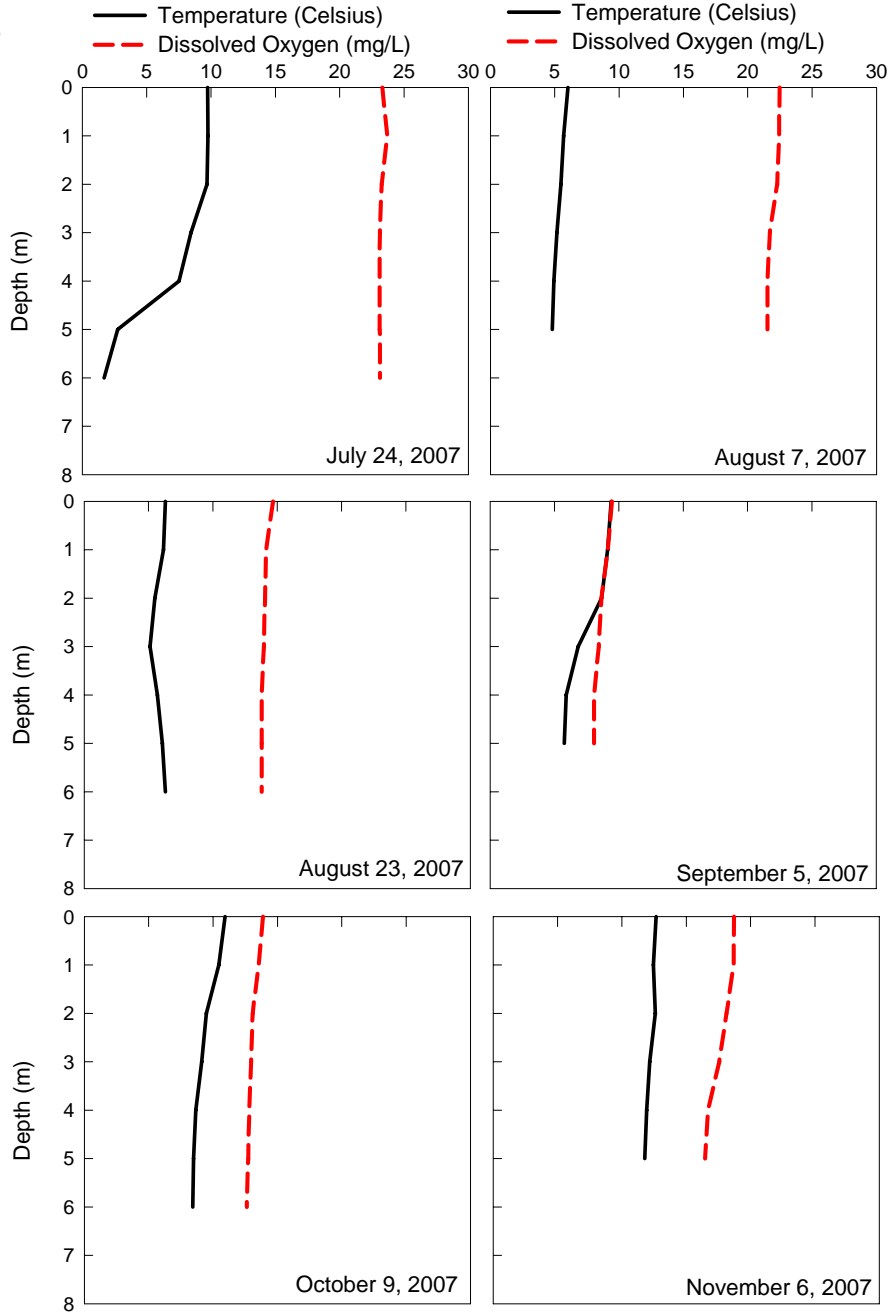 Temperature (Celsius)
Dissolved Oxygen (mg/L)
Temperature (Celsius)
Dissolved Oxygen (mg/L)
0 5 10 15 20 25 30
0 5 10 15 20 25 30
Depth (m)
0
1
2
3
4
5
6
7
8
July 24, 2007
August 7, 2007
Depth (m)
0
1
2
3
4
5
6
7
8
August 23, 2007
September 5, 2007
Depth (m)
0
1
2
3
4
5
6
7
8
October 9, 2007
November 6, 2007